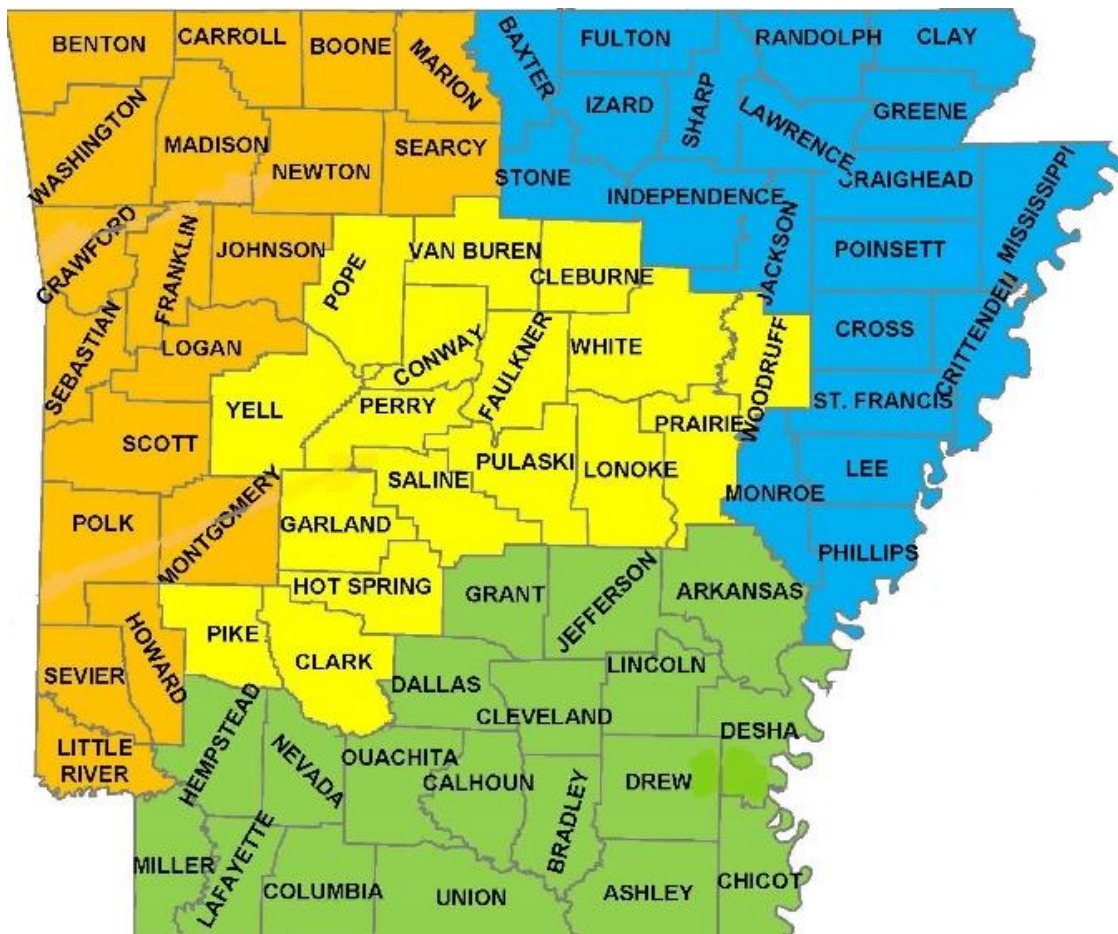 BENTON
CARROLL
BOONE
MARION
BAXTER
FULTON
RANDOLPH
CLAY
WASHINGTON
MADISON
NEWTON
SEARCY
IZARD
SHARP
LAWRENCE
GREENE
STONE
INDEPENDENCE
CRAIGHEAD
MISSISSIPPI
CRAWFORD
FRANKLIN
JOHNSON
POPE
VAN BUREN
CLEBURNE
JACKSON
POINSETT
SEBASTIAN
LOGAN
CONWAY
FAULKNER
WHITE
WOODRUFF
CROSS
CRITTENDEN
YELL
PERRY
PRAIRIE
ST. FRANCIS
SCOTT
SALINE
PULASKI
LONOKE
MONROE
LEE
POLK
MONTGOMERY
GARLAND
PHILLIPS
HOT SPRING
GRANT
JEFFERSON
ARKANSAS
HOWARD
PIKE
CLARK
SEVIER
DALLAS
LINCOLN
CLEVELAND
DESHA
LITTLE
RIVER
HEMPSTEAD
NEVADA
OUACHITA
CALHOUN
BRADLEY
DREW
MILLER
LAFAYETTE
COLUMBIA
UNION
ASHLEY
CHICOT